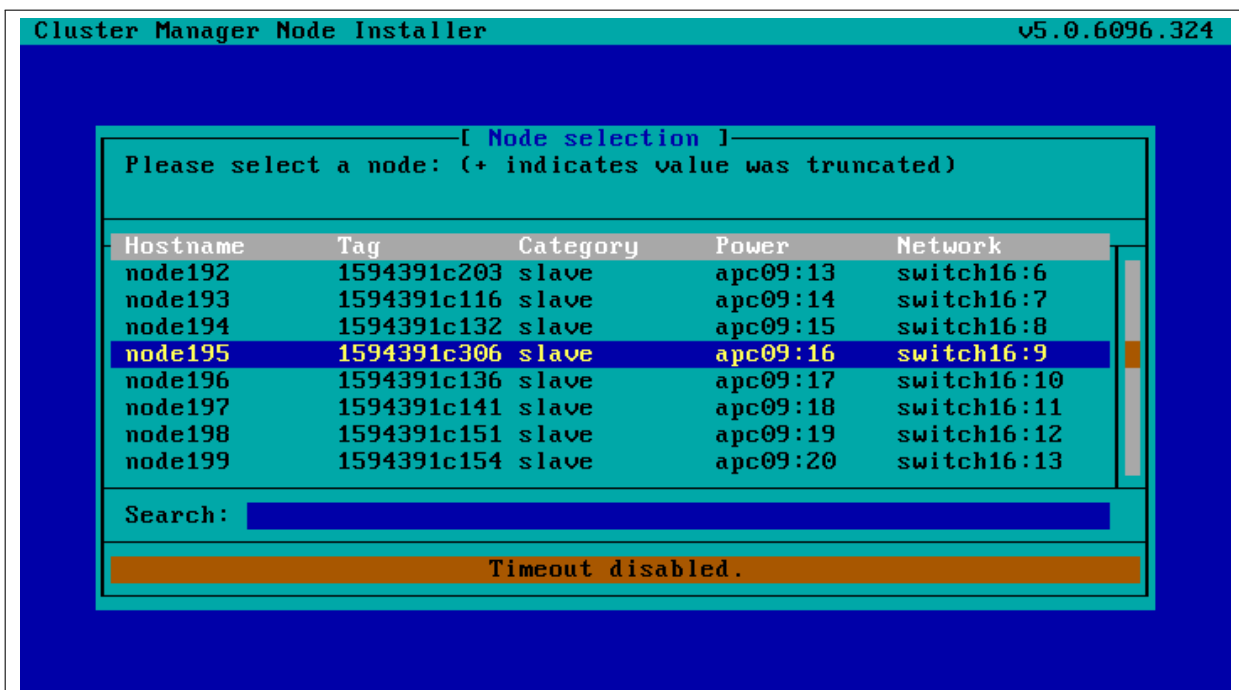 Cluster Manager Node Installer v5.0.6096.324
[ Node selection ]
Please select a node: (+ indicates value was truncated)
Hostname Tag Category Power Network
node192 1594391c203 slave apc09:13 switch16:6
node193 1594391c116 slave apc09:14 switch16:7
node194 1594391c132 slave apc09:15 switch16:8
node195 1594391c306 slave apc09:16 switch16:9
node196 1594391c136 slave apc09:17 switch16:10
node197 1594391c141 slave apc09:18 switch16:11
node198 1594391c151 slave apc09:19 switch16:12
node199 1594391c154 slave apc09:20 switch16:13
Search:
Timeout disabled.